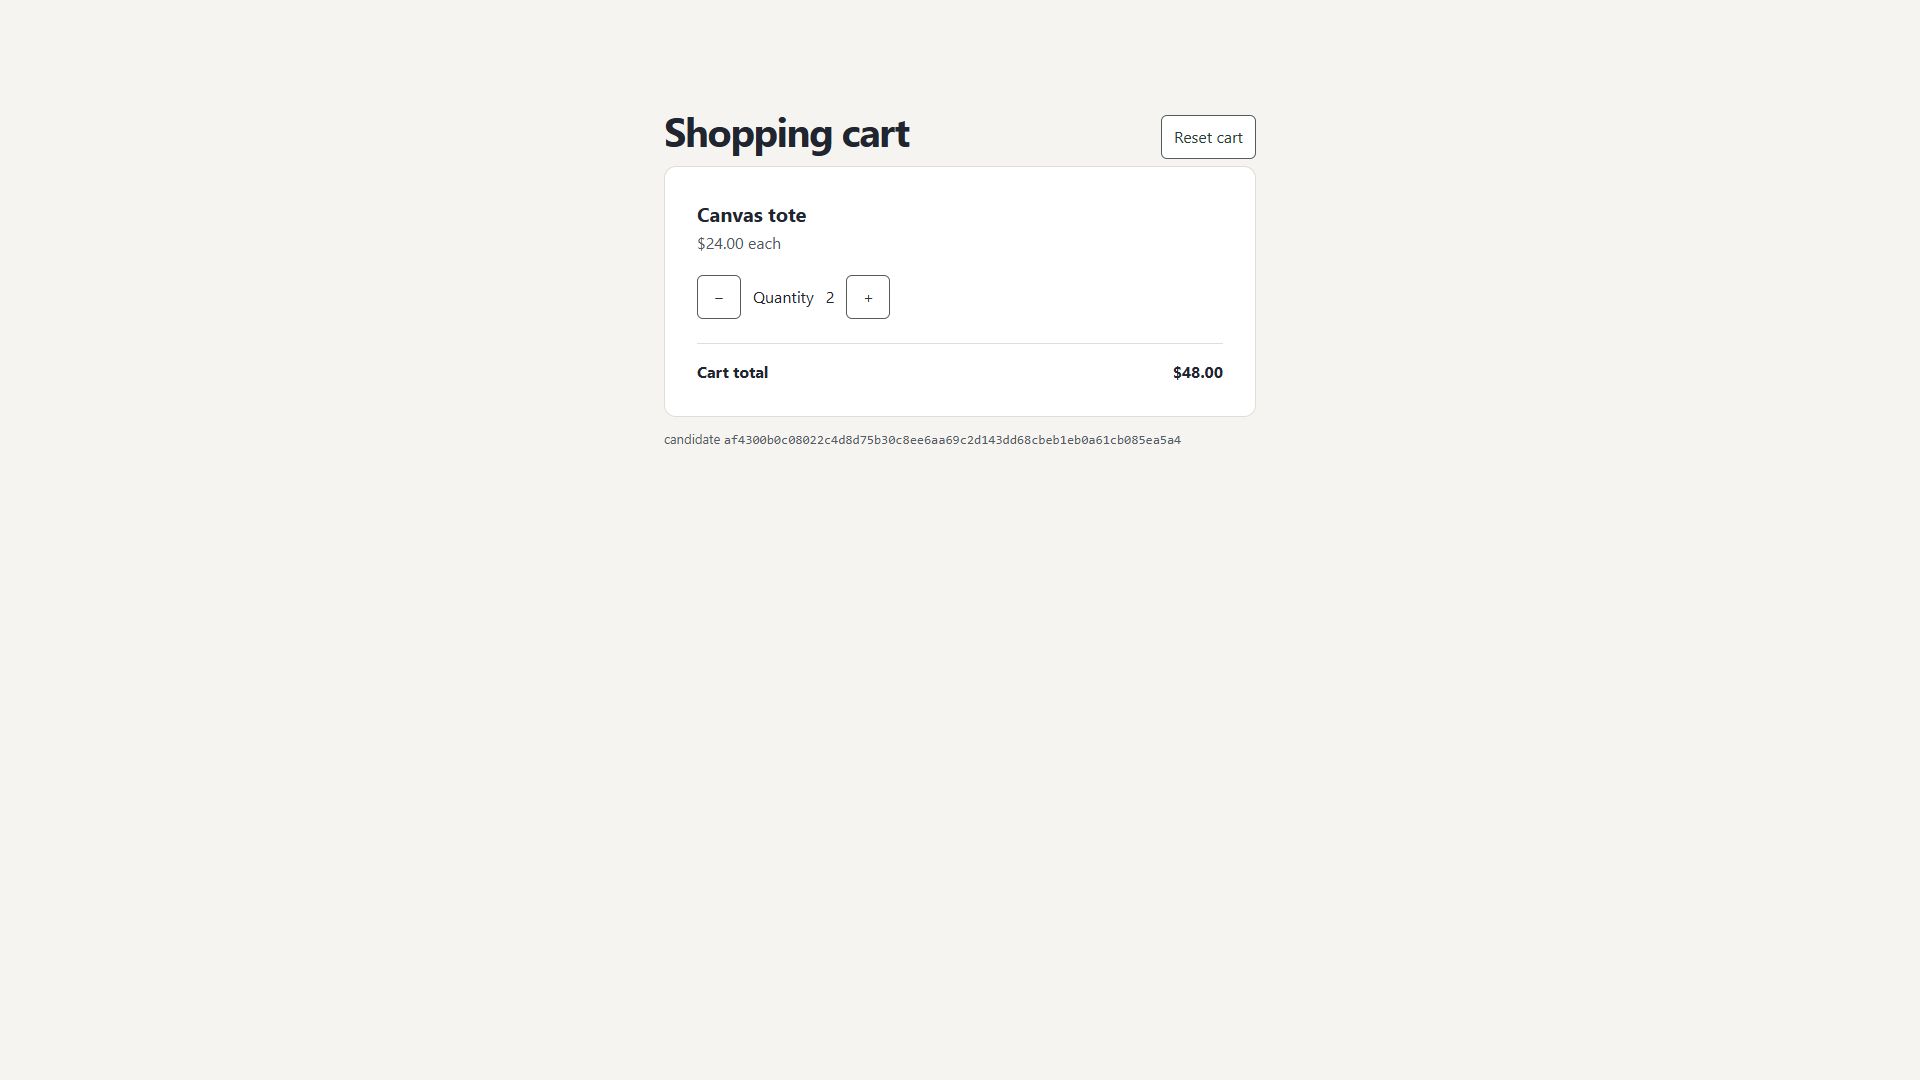 Shopping cart
Reset cart
Canvas tote
$24.00 each
− Quantity 2 +
Cart total $48.00
candidate af4300b0c08022c4d8d75b30c8ee6aa69c2d143dd68cbeb1eb0a61cb085ea5a4